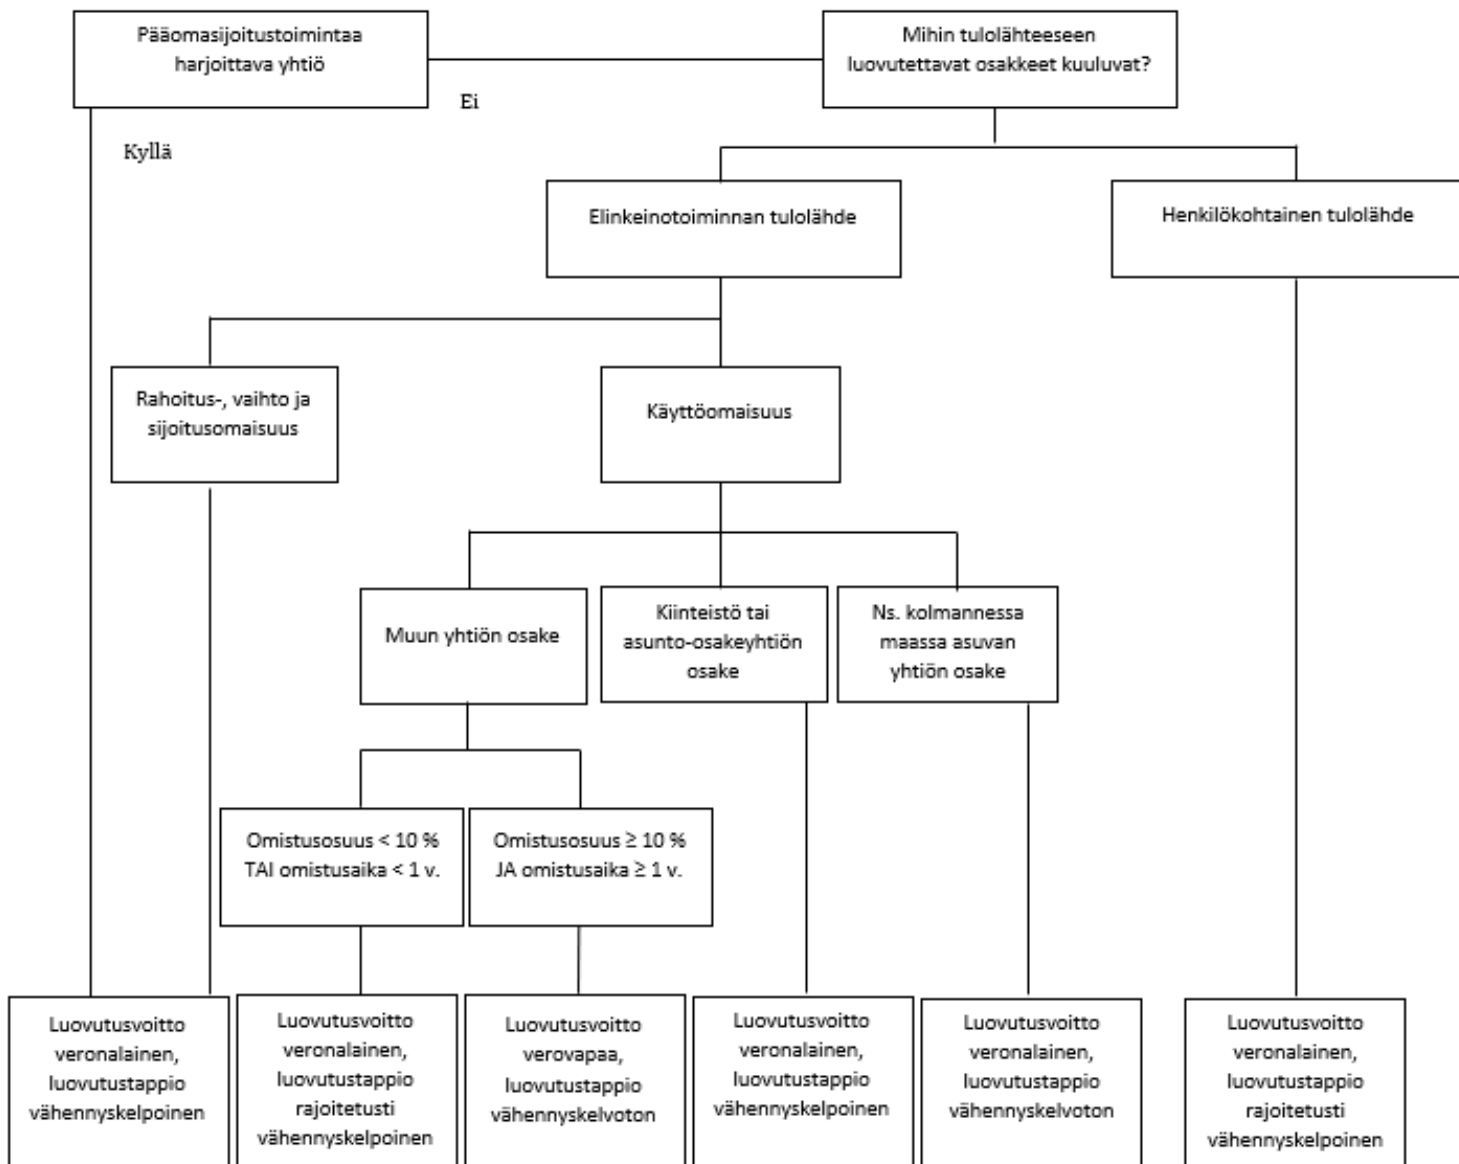 Pääomasijoitustoimintaa
harjoittava yhtiö
Mihin tulolähteeseen
luovutettavat osakkeet kuuluvat?
Ei
Kyllä
Elinkeinotoiminnan tulolähde
Henkilökohtainen tulolähde
Rahoitus-, vaihto ja
sijoitusomaisuus
Käyttöomaisuus
Muun yhtiön osake
Kiinteistö tai
asunto-osakeyhtiön
osake
Ns. kolmannessa
maassa asuvan
yhtiön osake
Omistusosuus < 10 %
TAI omistusaika < 1 v.
Omistusosuus ≥ 10 %
JA omistusaika ≥ 1 v.
Luovutusvoitto
veronalainen,
luovutustappio
vähennyskelpoinen
Luovutusvoitto
veronalainen,
luovutustappio
rajoitetusti
vähennyskelpoinen
Luovutusvoitto
verovapaa,
luovutustappio
vähennyskelvoton
Luovutusvoitto
veronalainen,
luovutustappio
vähennyskelpoinen
Luovutusvoitto
veronalainen,
luovutustappio
vähennyskelvoton
Luovutusvoitto
veronalainen,
luovutustappio
rajoitetusti
vähennyskelpoinen